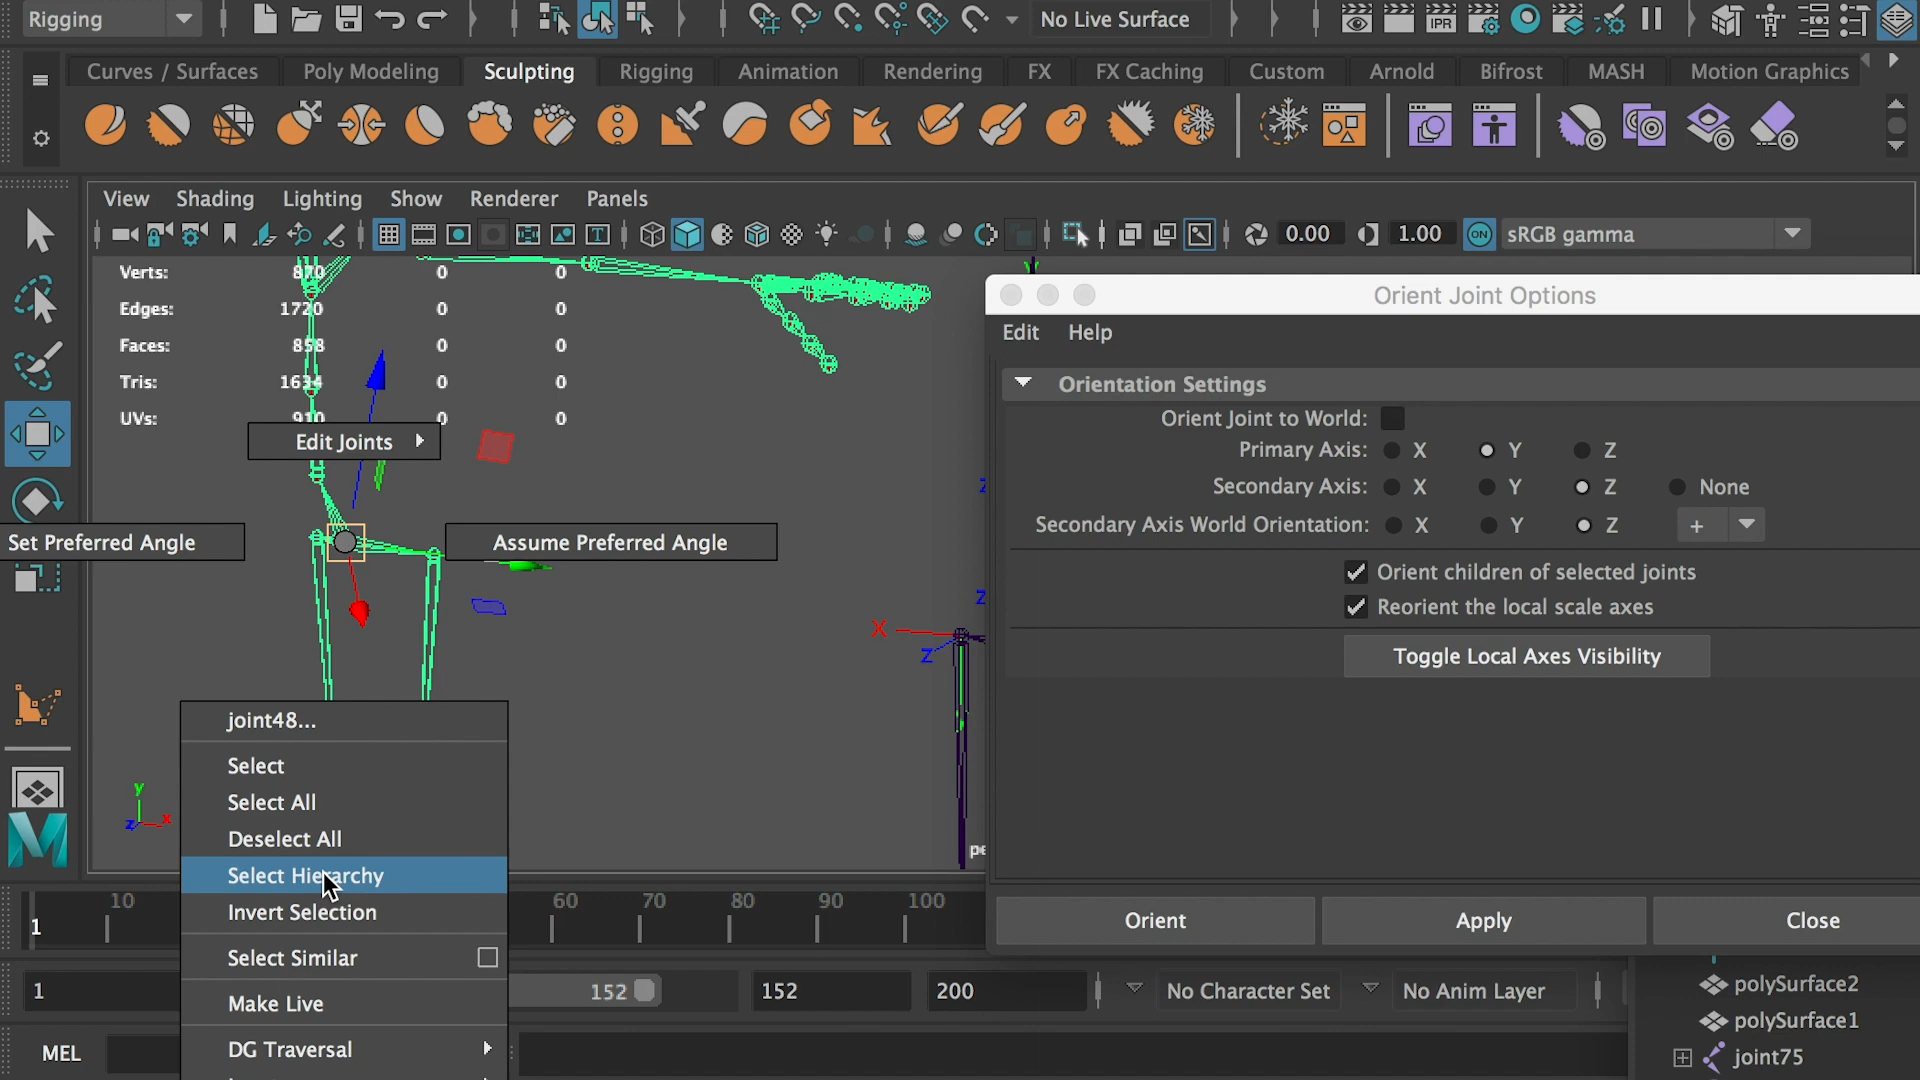 Rigging
No Live Surface
IPR
Curves / Surfaces
Poly Modeling
Sculpting
Rigging
Animation
Rendering
FX
FX Caching
Custom
Arnold
Bifrost
MASH
Motion Graphics
View
Shading
Lighting
Show
Renderer
Panels
0.00
1.00
ON
sRGB gamma
Verts: 870 0 0
Edges: 1720 0 0
Faces: 858 0 0
Tris: 1634 0 0
UVs: 910 0 0
Edit Joints
Set Preferred Angle
Assume Preferred Angle
joint48...
Select
Select All
Deselect All
Select Hierarchy
Invert Selection
Select Similar
Make Live
DG Traversal
y
z x
X
Z
Z
Orient Joint Options
Edit Help
Orientation Settings
Orient Joint to World:
Primary Axis: X Y Z
Secondary Axis: X Y Z None
Secondary Axis World Orientation: X Y Z +
Orient children of selected joints
Reorient the local scale axes
Toggle Local Axes Visibility
Orient
Apply
Close
1 10 60 70 80 90 100
1
152
152
200
No Character Set
No Anim Layer
MEL
polySurface2
polySurface1
joint75